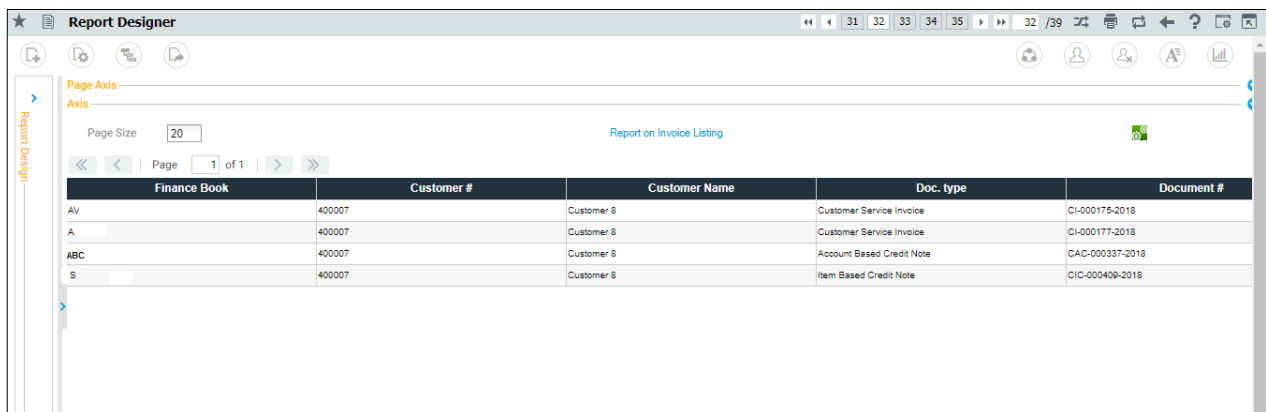 Report Designer 31 32 33 34 35 32 /39 ?
Page Axis
Axis
Report Design
Page Size 20 Report on Invoice Listing
Page 1 of 1
Finance Book Customer # Customer Name Doc. type Document #
AV 400007 Customer 8 Customer Service Invoice CI-000175-2018
A 400007 Customer 8 Customer Service Invoice CI-000177-2018
ABC 400007 Customer 8 Account Based Credit Note CAC-000337-2018
S 400007 Customer 8 Item Based Credit Note CIC-000409-2018